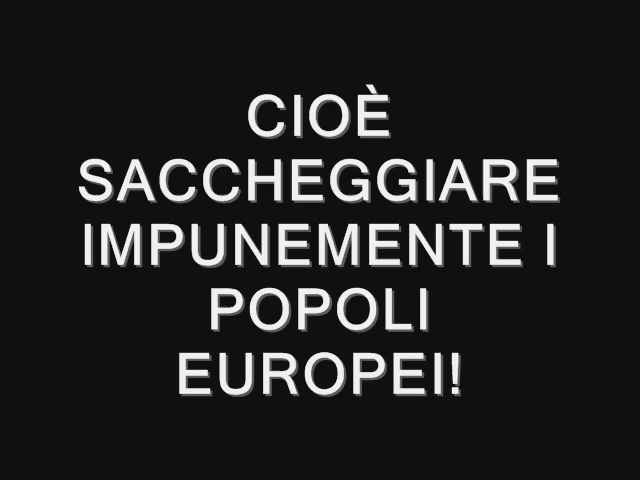 CIOÈ
SACCHEGGIARE
IMPUNEMENTE I
POPOLI
EUROPEI!